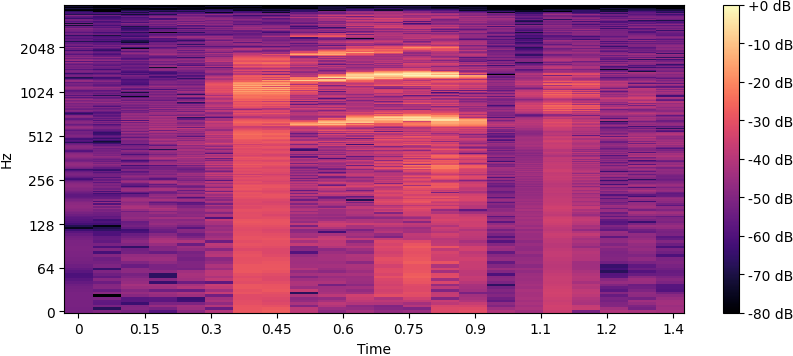 +0 dB
2048
-10 dB
1024
-20 dB
512
-30 dB
Hz
256
-40 dB
128
-50 dB
64
-60 dB
0
-70 dB
-80 dB
0 0.15 0.3 0.45 0.6 0.75 0.9 1.1 1.2 1.4
Time